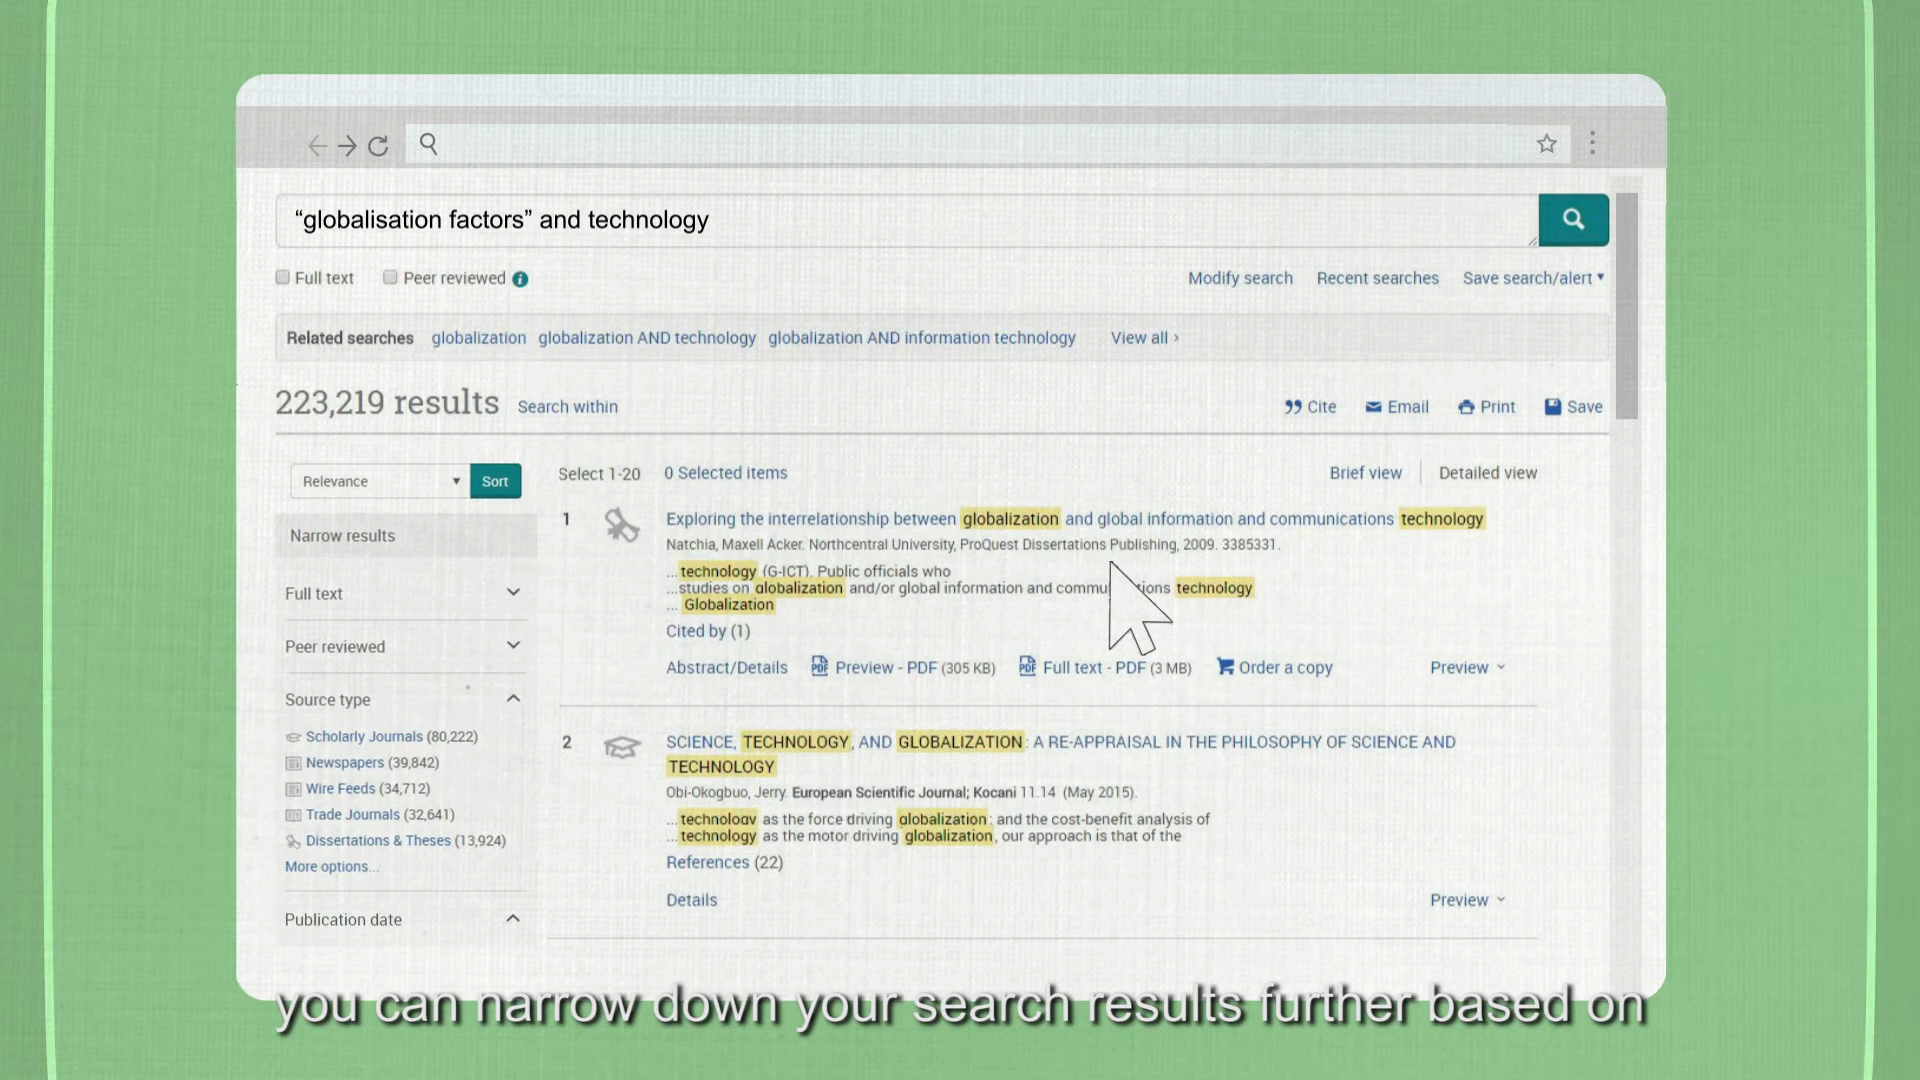 “globalisation factors” and technology
Full text
Peer reviewed
Modify search
Recent searches
Save search/alert
Related searches globalization globalization AND technology globalization AND information technology View all ›
223,219 results Search within
Cite
Email
Print
Save
Relevance
Sort
Narrow results
Full text
Peer reviewed
Source type
Scholarly Journals (80,222)
Newspapers (39,842)
Wire Feeds (34,712)
Trade Journals (32,641)
Dissertations & Theses (13,924)
More options...
Publication date
Select 1-20 0 Selected items
Brief view
Detailed view
1
Exploring the interrelationship between globalization and global information and communications technology
Natchia, Maxell Acker. Northcentral University, ProQuest Dissertations Publishing, 2009. 3385331.
... technology (G-ICT). Public officials who
...studies on globalization and/or global information and technology
... Globalization
Cited by (1)
Abstract/Details
PDF Preview - PDF (305 KB)
PDF Full text - PDF (3 MB)
Order a copy
Preview
2
SCIENCE, TECHNOLOGY, AND GLOBALIZATION: A RE-APPRAISAL IN THE PHILOSOPHY OF SCIENCE AND
TECHNOLOGY
Obi-Okogbuo, Jerry. European Scientific Journal; Kocani 11.14 (May 2015).
... technology as the force driving globalization; and the cost-benefit analysis of
... technology as the motor driving globalization, our approach is that of the
References (22)
Details
Preview
you can narrow down your search results further based on